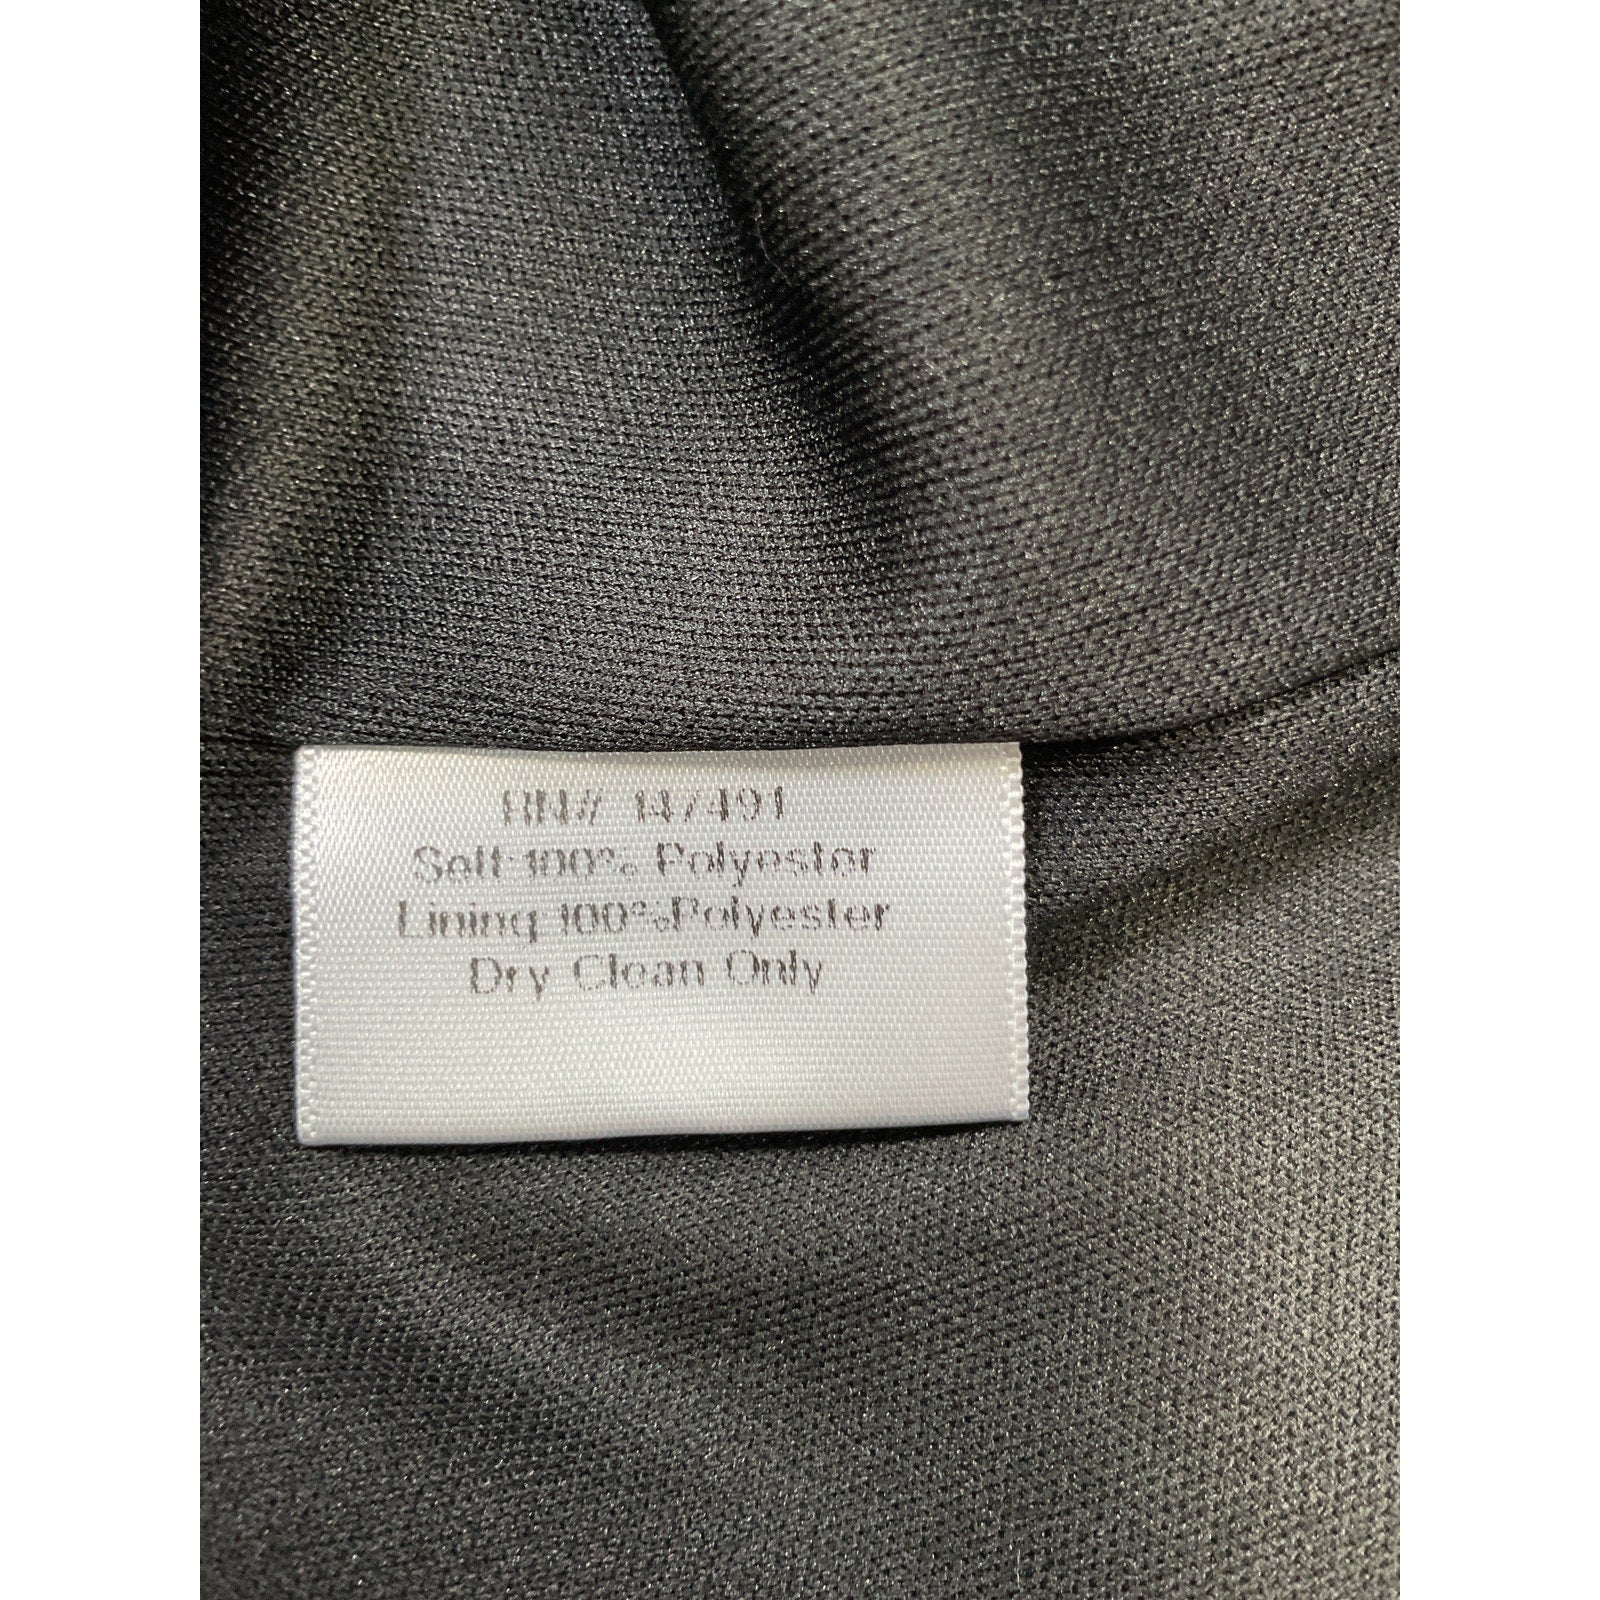 RN# 147491
Self:100% Polyester
Lining:100%Polyester
Dry Clean Only